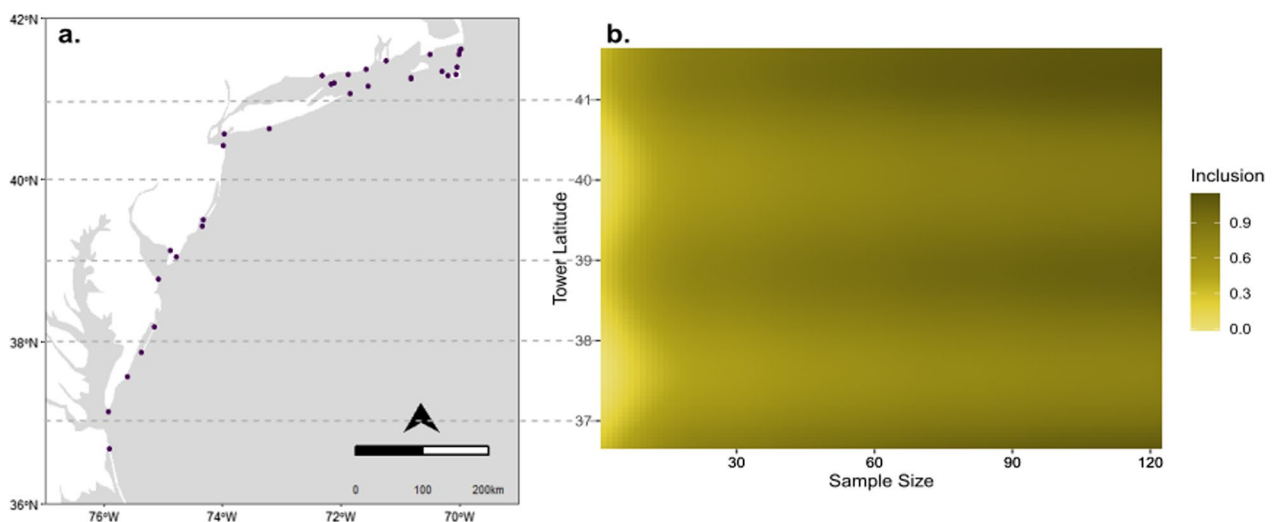 a.
42°N
40°N
38°N
36°N
76°W
74°W
72°W
70°W
0 100 200km
b.
Tower Latitude
41
40
39
38
37
30
60
90
120
Sample Size
Inclusion
0.9
0.6
0.3
0.0